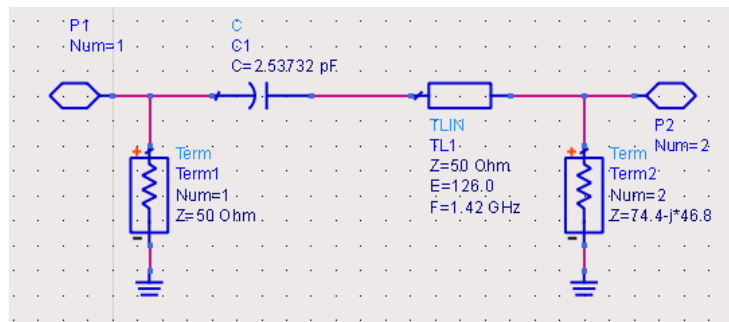 P1
Num=1
C
C1
C=2.53732 pF
TLIN
TL1
Z=50 Ohm
E=126.0
F=1.42 GHz
P2
Num=2
+
Term
Term1
Num=1
Z=50 Ohm
-
+
Term
Term2
Num=2
Z=74.4-j*46.8
-